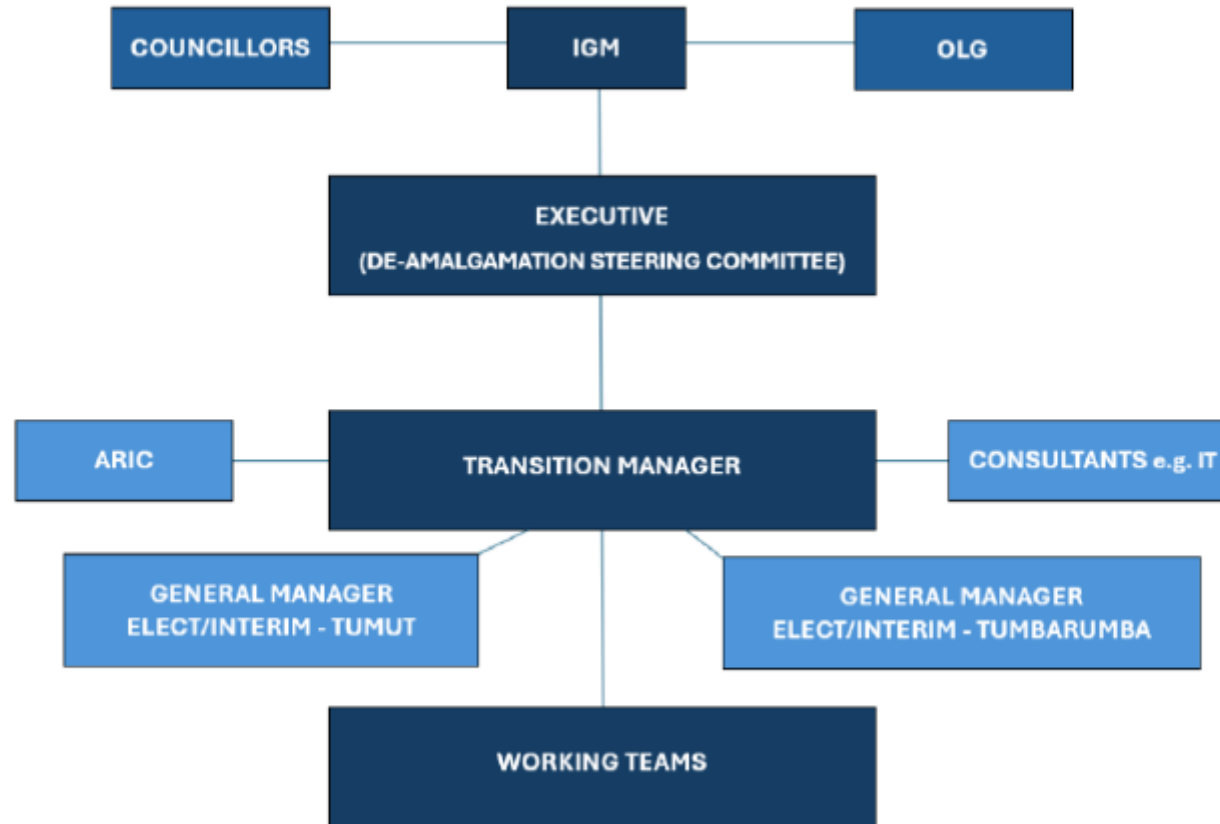 COUNCILLORS
IGM
OLG
EXECUTIVE
(DE-AMALGAMATION STEERING COMMITTEE)
ARIC
TRANSITION MANAGER
CONSULTANTS e.g. IT
GENERAL MANAGER
ELECT/INTERIM - TUMUT
GENERAL MANAGER
ELECT/INTERIM - TUMBARUMBA
WORKING TEAMS